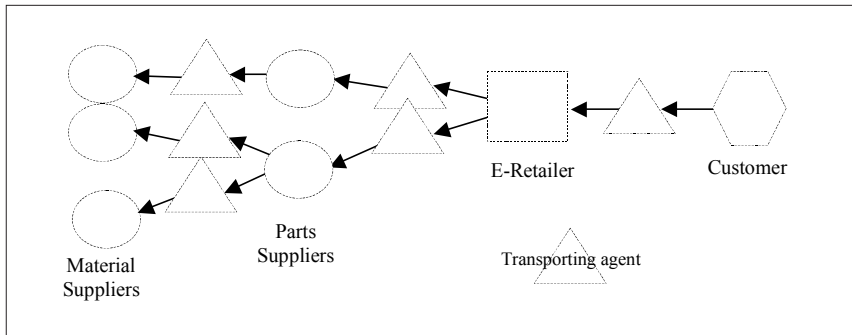 E-Retailer
Customer
Parts
Suppliers
Material
Suppliers
Transporting agent